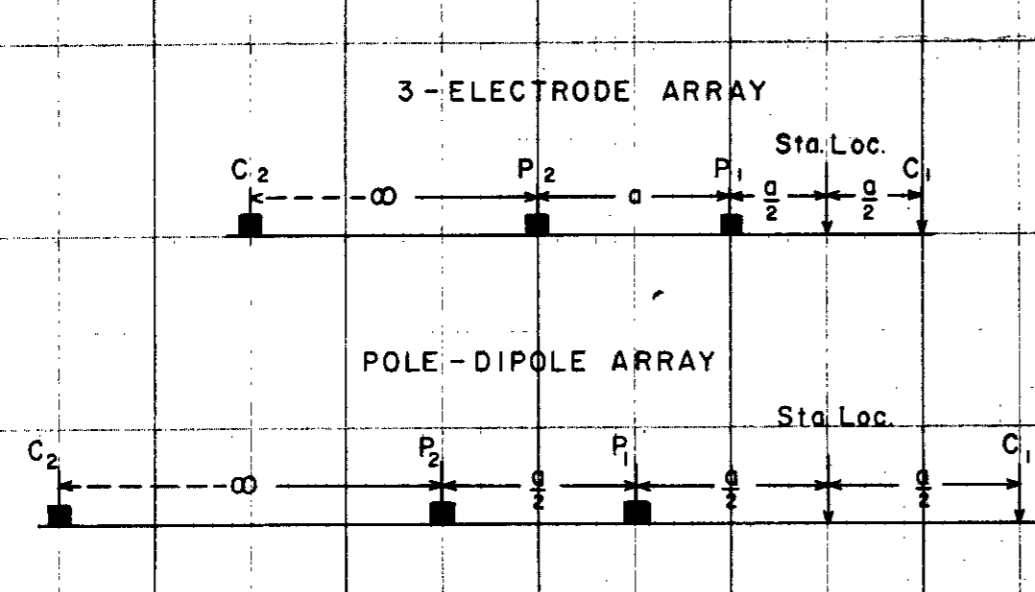 3-ELECTRODE ARRAY
Sta. Loc.
C2 P2 P1 C1
∞ a a/2 a/2
POLE-DIPOLE ARRAY
Sta. Loc.
C2 P2 P1 C1
∞ a/2 a/2 a/2